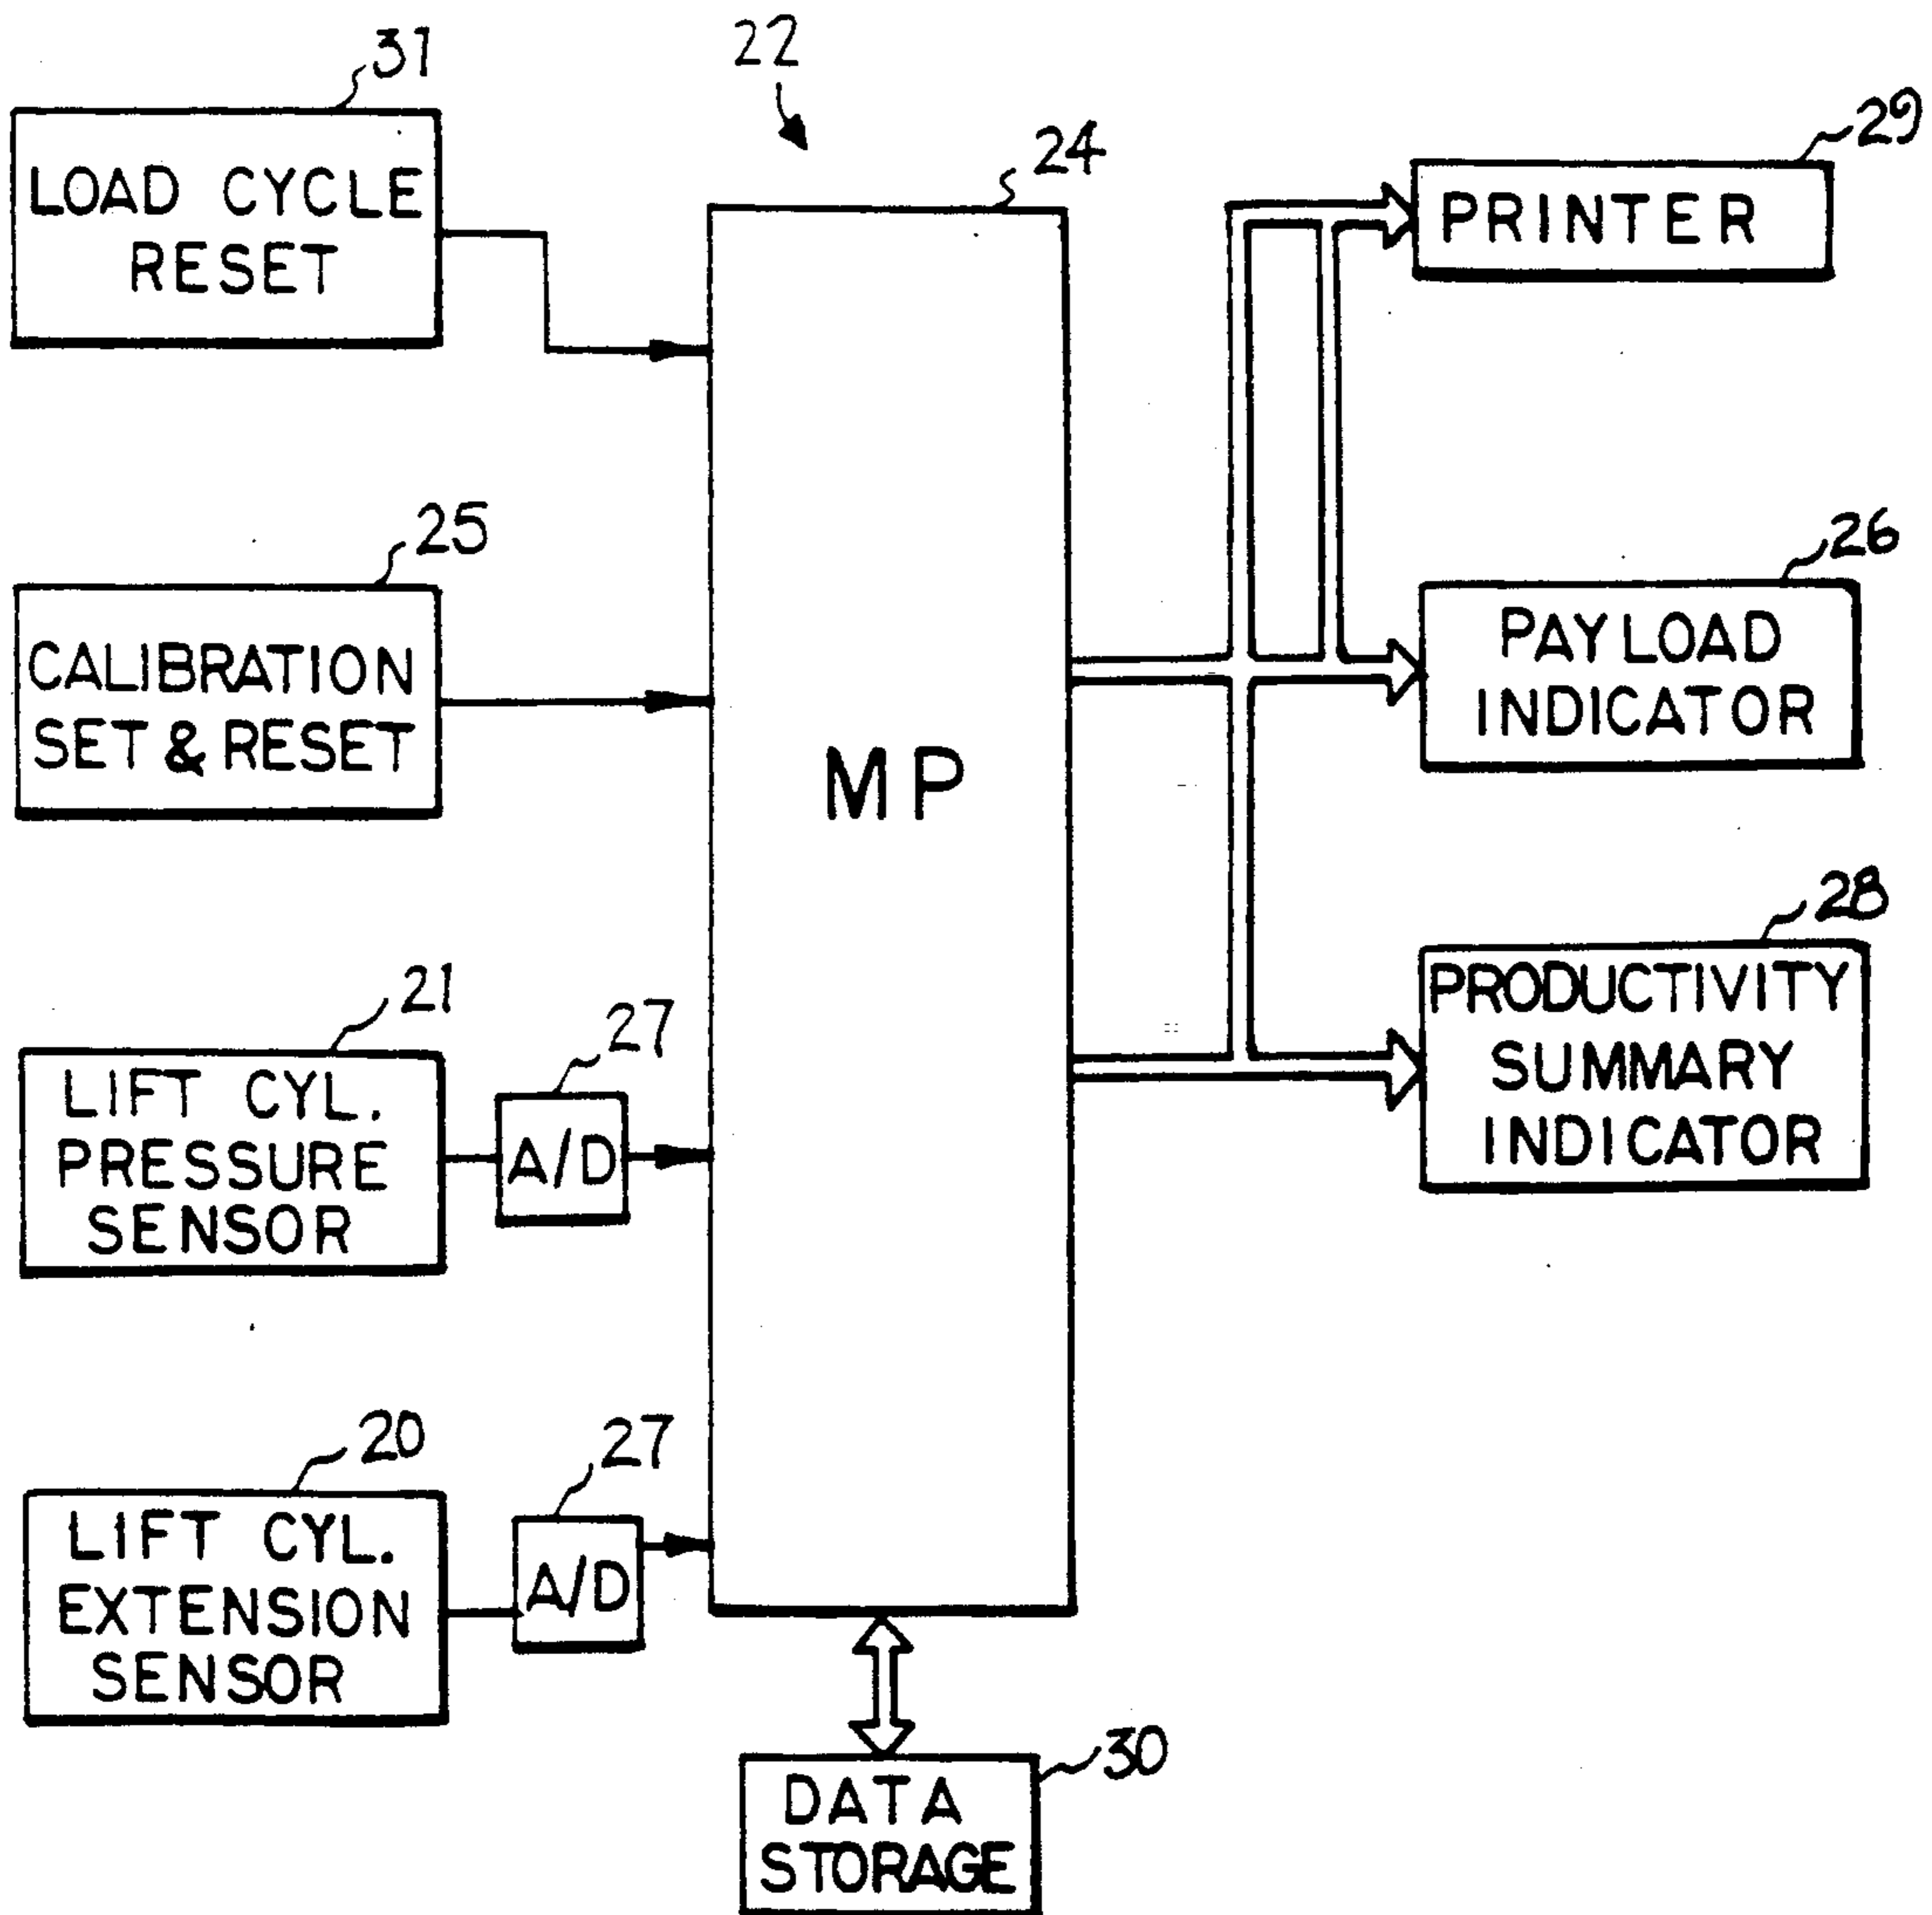 31
LOAD CYCLE
RESET
22
24
29
PRINTER
25
CALIBRATION
SET & RESET
MP
26
PAYLOAD
INDICATOR
21
LIFT CYL.
PRESSURE
SENSOR
27
A/D
28
PRODUCTIVITY
SUMMARY
INDICATOR
20
LIFT CYL.
EXTENSION
SENSOR
27
A/D
30
DATA
STORAGE